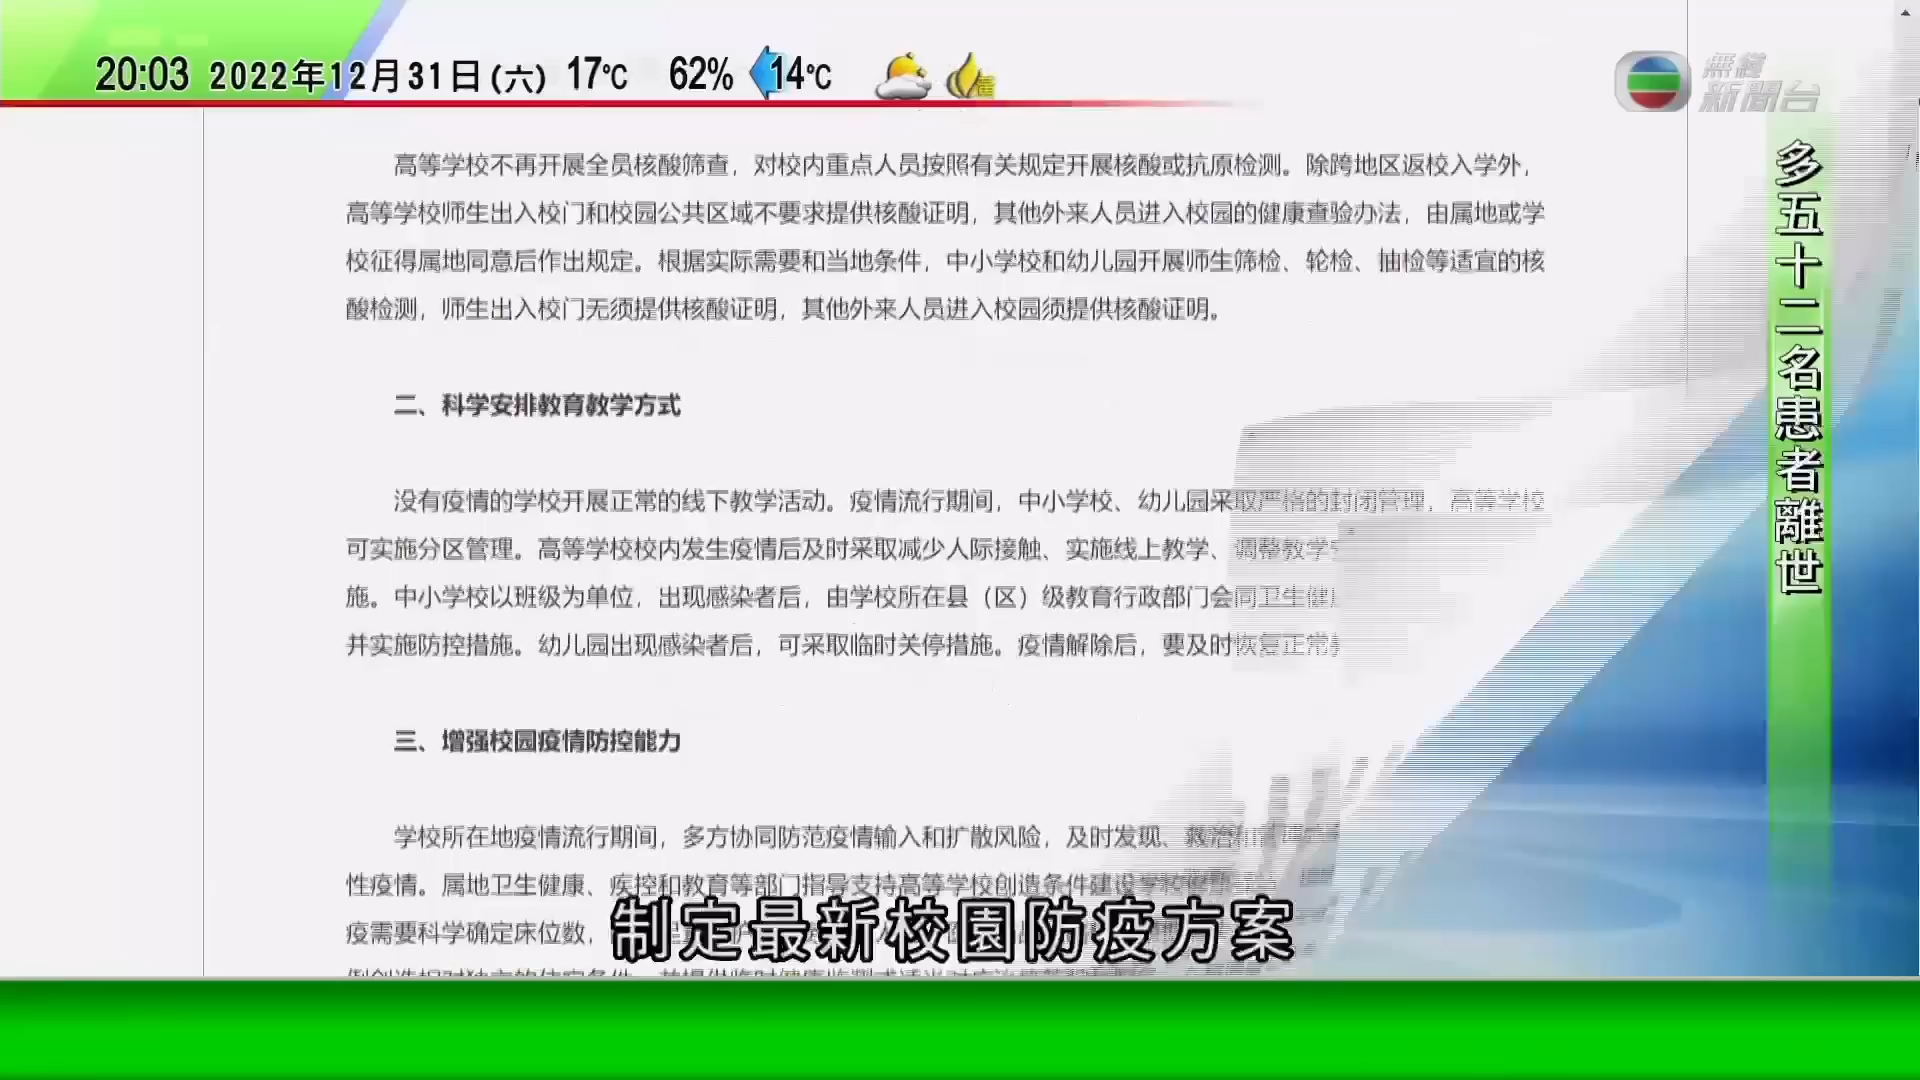 20:03 2022年12月31日(六) 17℃ 62% 14℃
無綫
新聞台
多五十二名患者離世
高等学校不再开展全员核酸筛查，对校内重点人员按照有关规定开展核酸或抗原检测。除跨地区返校入学外，
高等学校师生出入校门和校园公共区域不要求提供核酸证明，其他外来人员进入校园的健康查验办法，由属地或学
校征得属地同意后作出规定。根据实际需要和当地条件，中小学校和幼儿园开展师生筛检、轮检、抽检等适宜的核
酸检测，师生出入校门无须提供核酸证明，其他外来人员进入校园须提供核酸证明。
二、科学安排教育教学方式
没有疫情的学校开展正常的线下教学活动。疫情流行期间，中小学校、幼儿园采取严格的封闭管理，高等学校
可实施分区管理。高等学校校内发生疫情后及时采取减少人际接触、实施线上教学、调整教学
施。中小学校以班级为单位，出现感染者后，由学校所在县（区）级教育行政部门会同卫生健
并实施防控措施。幼儿园出现感染者后，可采取临时关停措施。疫情解除后，要及时恢复正常
三、增强校园疫情防控能力
学校所在地疫情流行期间，多方协同防范疫情输入和扩散风险，及时发现、救治和
性疫情。属地卫生健康、疾控和教育等部门指导支持高等学校创造条件建设学校
疫需要科学确定床位数，
制定最新校園防疫方案